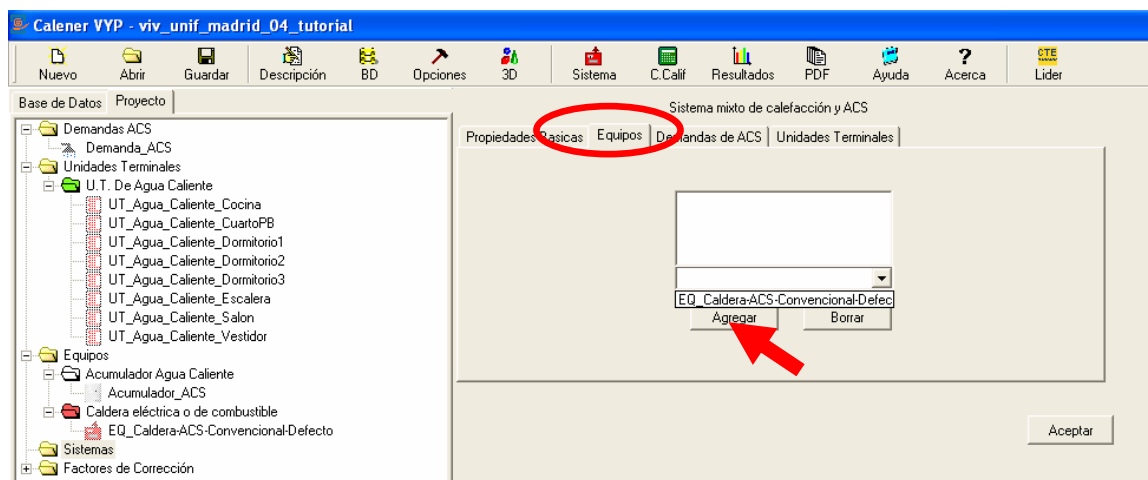 Calener VYP - viv_unif_madrid_04_tutorial
Nuevo Abrir Guardar Descripción BD Opciones 3D Sistema C.Calif Resultados PDF Ayuda Acerca CTE Lider
Base de Datos Proyecto
Sistema mixto de calefacción y ACS
Propiedades Basicas Equipos Demandas de ACS Unidades Terminales
Demandas ACS
Demanda_ACS
Unidades Terminales
U.T. De Agua Caliente
UT_Agua_Caliente_Cocina
UT_Agua_Caliente_CuartoPB
UT_Agua_Caliente_Dormitorio1
UT_Agua_Caliente_Dormitorio2
UT_Agua_Caliente_Dormitorio3
UT_Agua_Caliente_Escalera
UT_Agua_Caliente_Salon
UT_Agua_Caliente_Vestidor
Equipos
Acumulador Agua Caliente
Acumulador_ACS
Caldera eléctrica o de combustible
EQ_Caldera-ACS-Convencional-Defecto
Sistemas
Factores de Corrección
EQ_Caldera-ACS-Convencional-Defec
Agregar Borrar
Aceptar